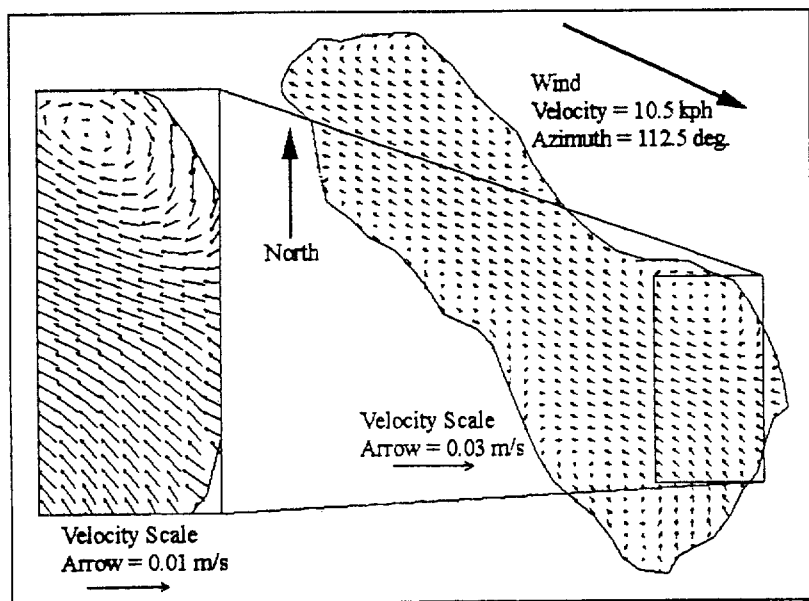 Wind
Velocity = 10.5 kph
Azimuth = 112.5 deg.
North
Velocity Scale
Arrow = 0.03 m/s
Velocity Scale
Arrow = 0.01 m/s